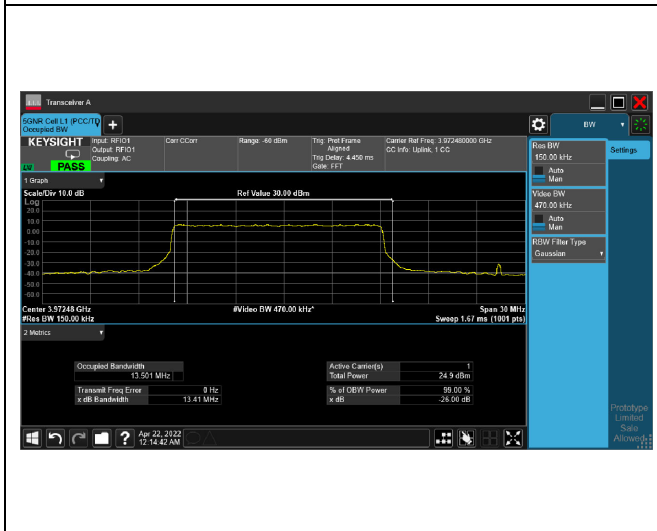 Transceiver A
5GNR Cell L1 (PCC/TD
Occupied BW
BW
KEYSIGHT
PASS
Input: RFIO1
Output: RFIO1
Coupling: AC
Corr CCorr
Range: -60 dBm
Trig: Pret Frame
Aligned
Trig Delay: 4.450 ms
Gate: FFT
Carrier Ref Freq: 3.972480000 GHz
CC Info: Uplink, 1 CC
Res BW
150.00 kHz
Auto
Man
Settings
Video BW
470.00 kHz
Auto
Man
RBW Filter Type
Gaussian
1 Graph
Scale/Div 10.0 dB
Ref Value 30.00 dBm
Log
20.0
10.0
0.00
-10.0
-20.0
-30.0
-40.0
-50.0
-60.0
Center 3.97248 GHz
#Video BW 470.00 kHz*
Span 30 MHz
#Res BW 150.00 kHz
Sweep 1.67 ms (1001 pts)
2 Metrics
Occupied Bandwidth
13.501 MHz
Transmit Freq Error 0 Hz
x dB Bandwidth 13.41 MHz
Active Carrier(s) 1
Total Power 24.9 dBm
% of OBW Power 99.00 %
x dB -26.00 dB
Apr 22, 2022
12:14:42 AM
Prototype
Limited
Sale
Allowed